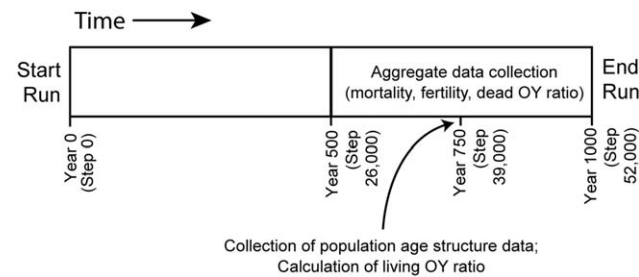 Time
Start
Run
Aggregate data collection
(mortality, fertility, dead OY ratio)
End
Run
Year 0
(Step 0)
Year 500
(Step
26,000)
Year 750
(Step
39,000)
Year 1000
(Step
52,000)
Collection of population age structure data;
Calculation of living OY ratio